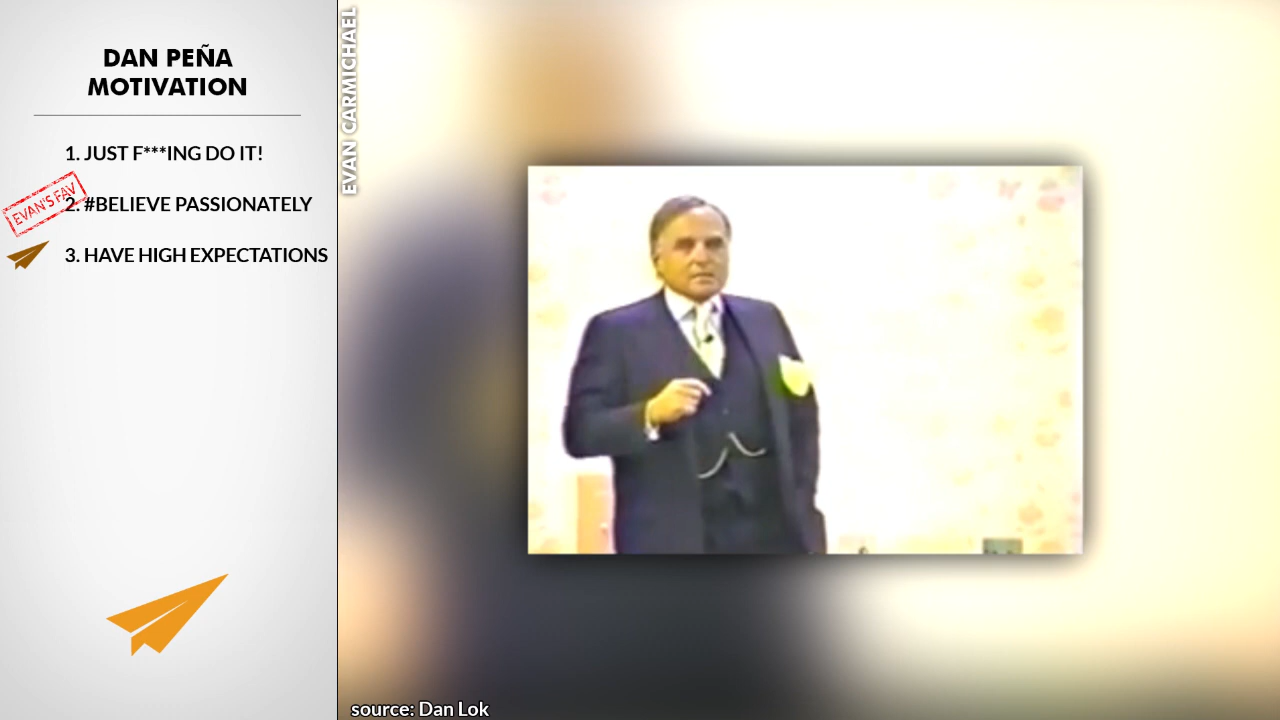 DAN PEÑA
MOTIVATION
1. JUST F***ING DO IT!
EVAN'S FAV
2. #BELIEVE PASSIONATELY
3. HAVE HIGH EXPECTATIONS
EVAN CARMICHAEL
source: Dan Lok